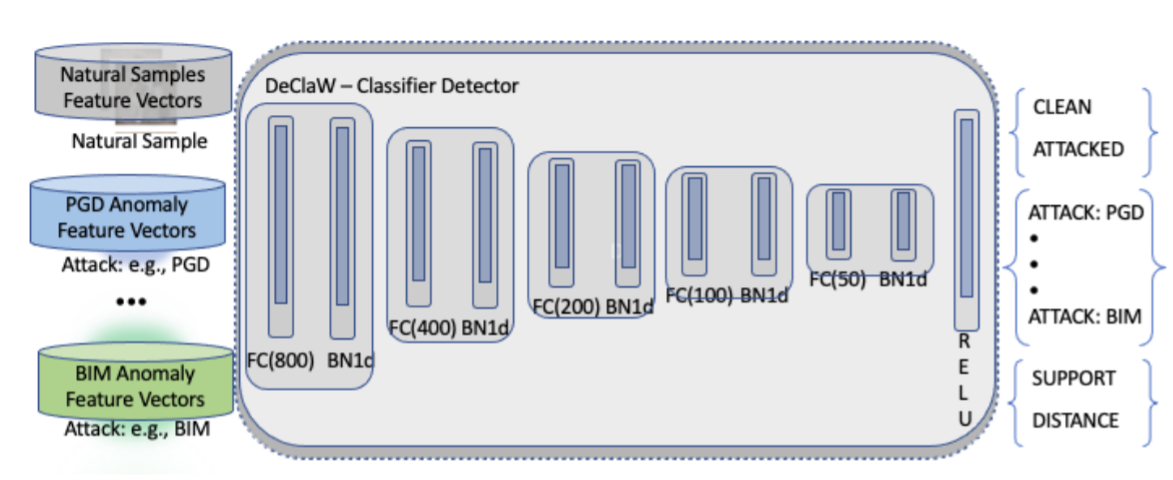 Natural Samples
Feature Vectors
Natural Sample
PGD Anomaly
Feature Vectors
Attack: e.g., PGD
•••
BIM Anomaly
Feature Vectors
Attack: e.g., BIM
DeClaW – Classifier Detector
FC(800) BN1d
FC(400) BN1d
FC(200) BN1d
FC(100) BN1d
FC(50) BN1d
R
E
L
U
CLEAN
ATTACKED
ATTACK: PGD
•
•
•
ATTACK: BIM
SUPPORT
DISTANCE